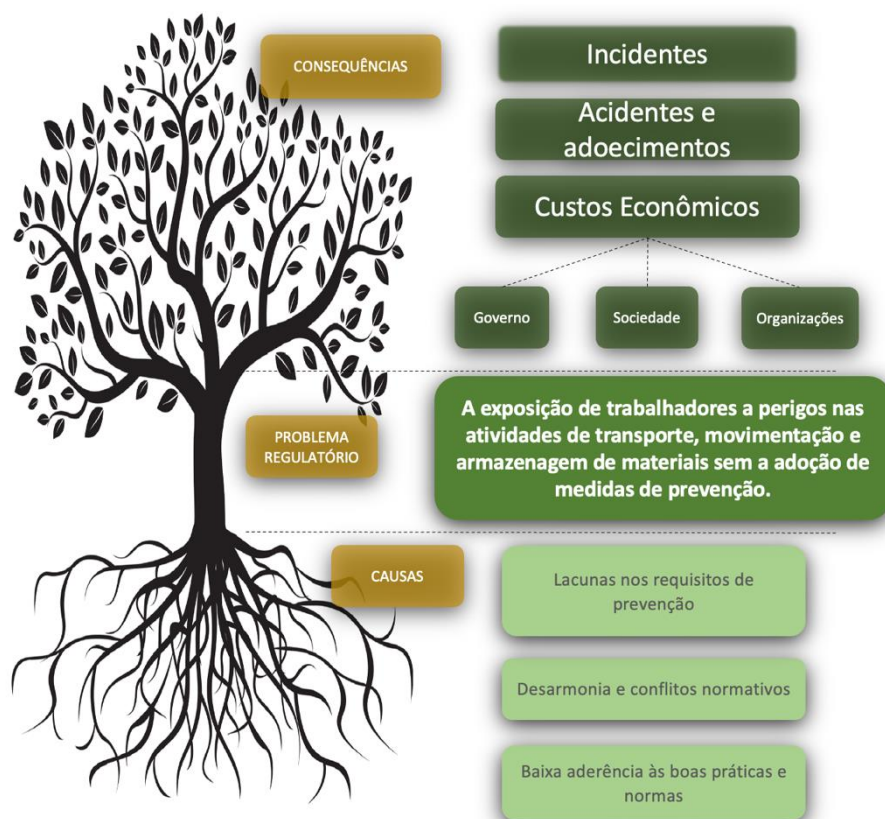 CONSEQUÊNCIAS
Incidentes
Acidentes e
adoecimentos
Custos Econômicos
Governo
Sociedade
Organizações
PROBLEMA
REGULATÓRIO
A exposição de trabalhadores a perigos nas
atividades de transporte, movimentação e
armazenagem de materiais sem a adoção de
medidas de prevenção.
CAUSAS
Lacunas nos requisitos de
prevenção
Desarmonia e conflitos normativos
Baixa aderência às boas práticas e
normas